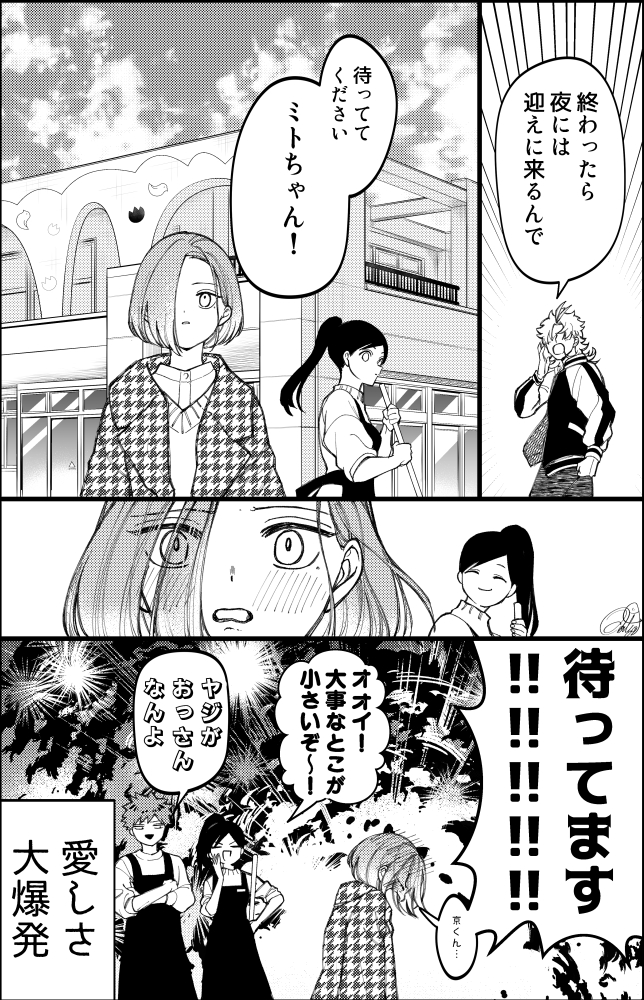 終わったら
夜には
迎えに来るんで
待ってて
ください
ミトちゃん！
待ってます
!!!!!!!!!!
オオイ！
大事なとこが
小さいぞ～！
京くん…
ヤジが
おっさん
なんよ
愛しさ
大爆発